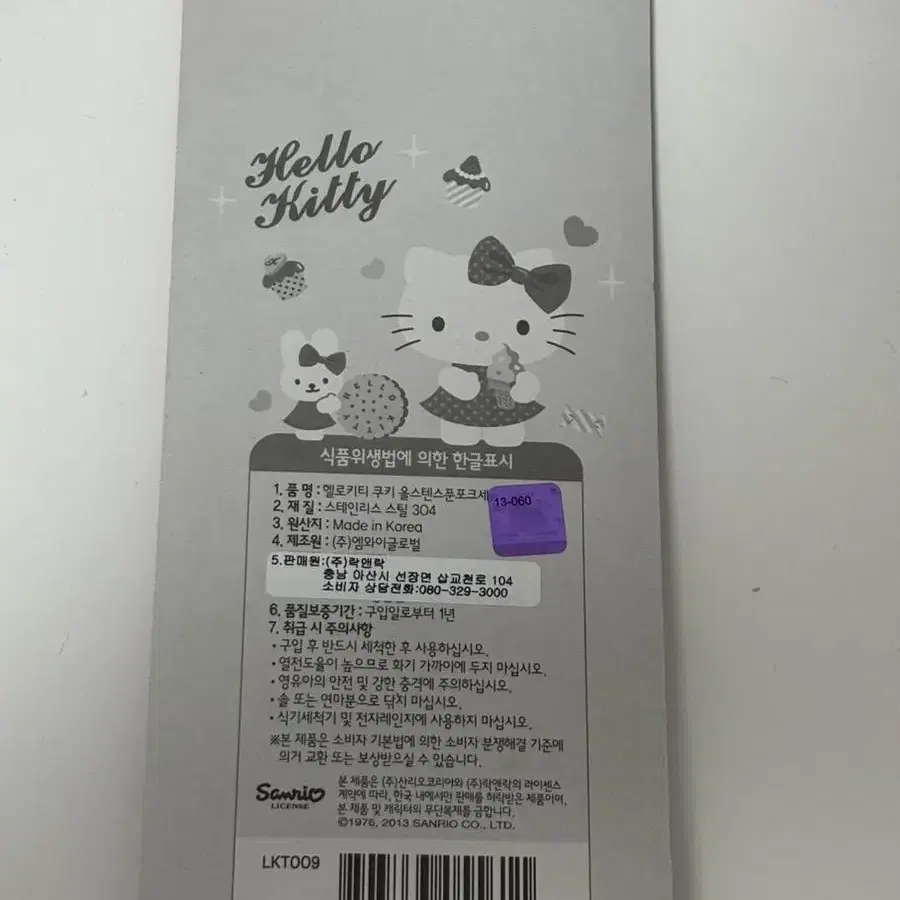 Hello
Kitty
HELLO
KITTY
식품위생법에 의한 한글표시
1. 품 명 : 헬로키티 쿠키 올스텐스푼포크세
13-060
2. 재 질 : 스테인리스 스틸 304
3. 원산지 : Made in Korea
4. 제조원 : (주)엠와이글로벌
5.판매원:(주)락앤락
충남 아산시 선장면 삽교천로 104
소비자 상담전화:080-329-3000
6. 품질보증기간 : 구입일로부터 1년
7. 취급 시 주의사항
• 구입 후 반드시 세척한 후 사용하십시오.
• 열전도율이 높으므로 화기 가까이에 두지 마십시오.
• 영유아의 안전 및 강한 충격에 주의하십시오.
• 솔 또는 연마분으로 닦지 마십시오.
• 식기세척기 및 전자레인지에 사용하지 마십시오.
※본 제품은 소비자 기본법에 의한 소비자 분쟁해결 기준에
의거 교환 또는 보상받으실 수 있습니다.
Sanrio
LICENSE
본 제품은 (주)산리오코리아와 (주)락앤락의 라이센스
계약에 따라, 한국 내에서만 판매를 허락받은 제품이며,
본 제품 및 캐릭터의 무단복제를 금합니다.
©1976, 2013 SANRIO CO., LTD.
LKT009